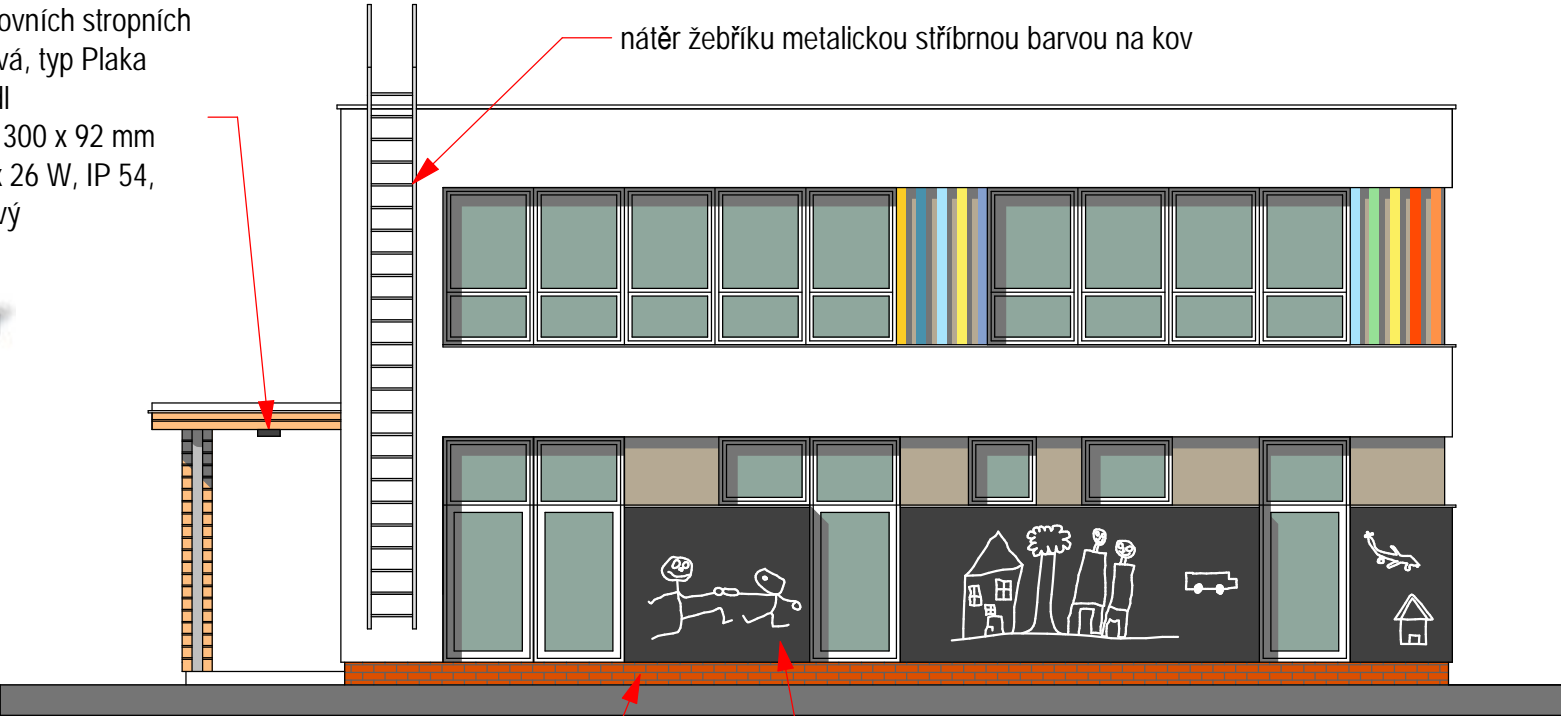 ovních stropních
vá, typ Plaka
ll
300 x 92 mm
x 26 W, IP 54,
vý
nátěr žebříku metalickou stříbrnou barvou na kov